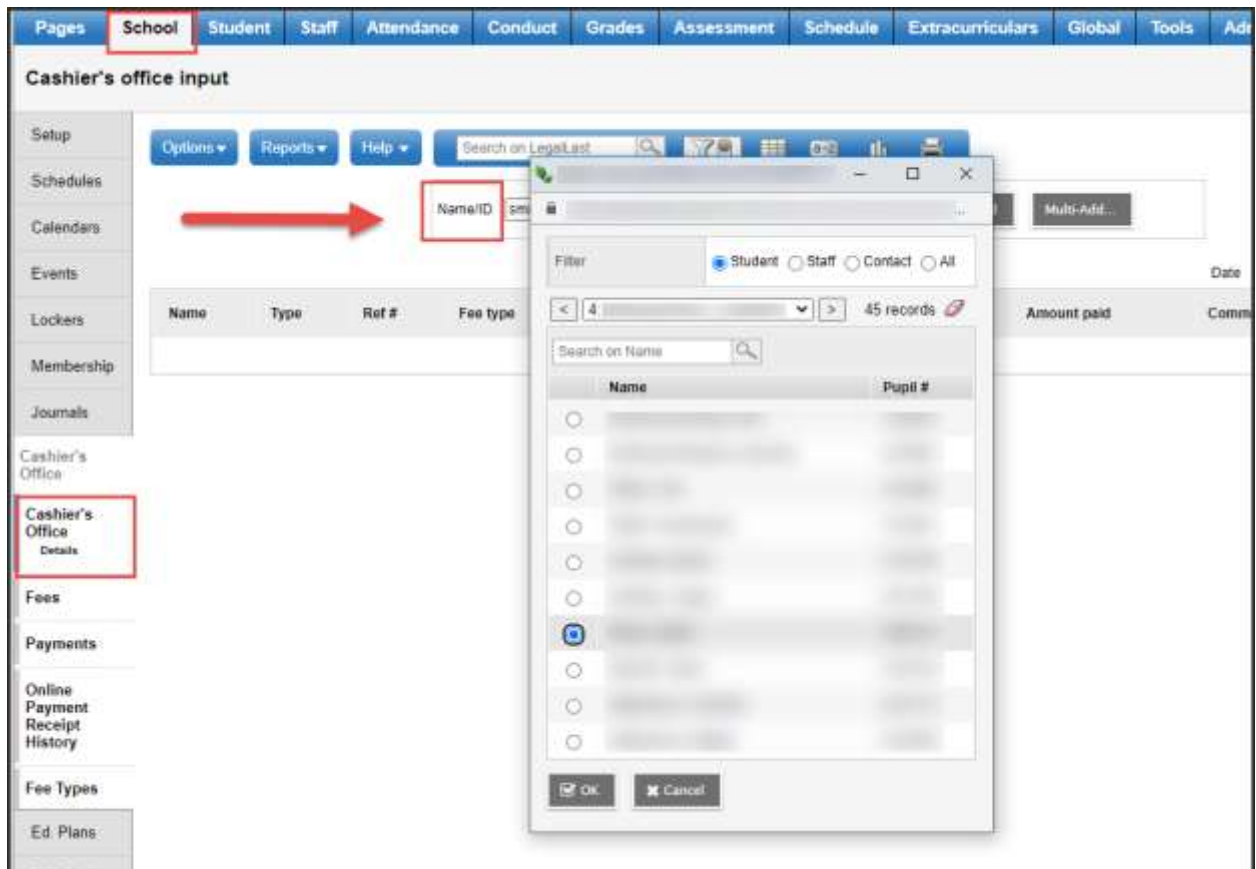 Pages School Student Staff Attendance Conduct Grades Assessment Schedule Extracurriculars Global Tools
Cashier's office input
Setup
Schedules
Calendars
Events
Lockers
Membership
Journals
Cashier's
Office
Cashier's
Office
Details
Fees
Payments
Online
Payment
Receipt
History
Fee Types
Ed. Plans
Options Reports Help Search on LegalLast
Name/ID Multi-Add...
Date
Name Type Ref # Fee type Amount paid
Filter Student Staff Contact All
< 4 > 45 records
Search on Name
Name Pupil #
OK Cancel